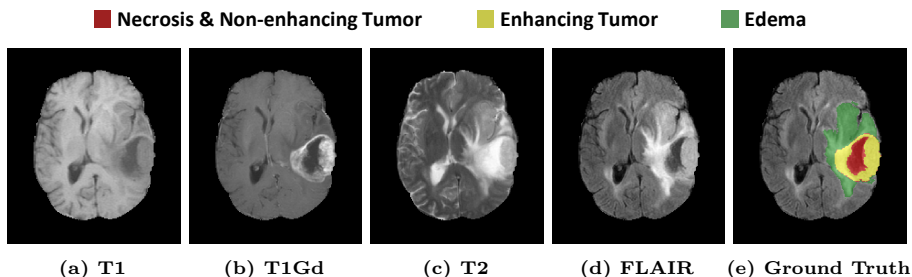 Necrosis & Non-enhancing Tumor Enhancing Tumor Edema
(a) T1 (b) T1Gd (c) T2 (d) FLAIR (e) Ground Truth